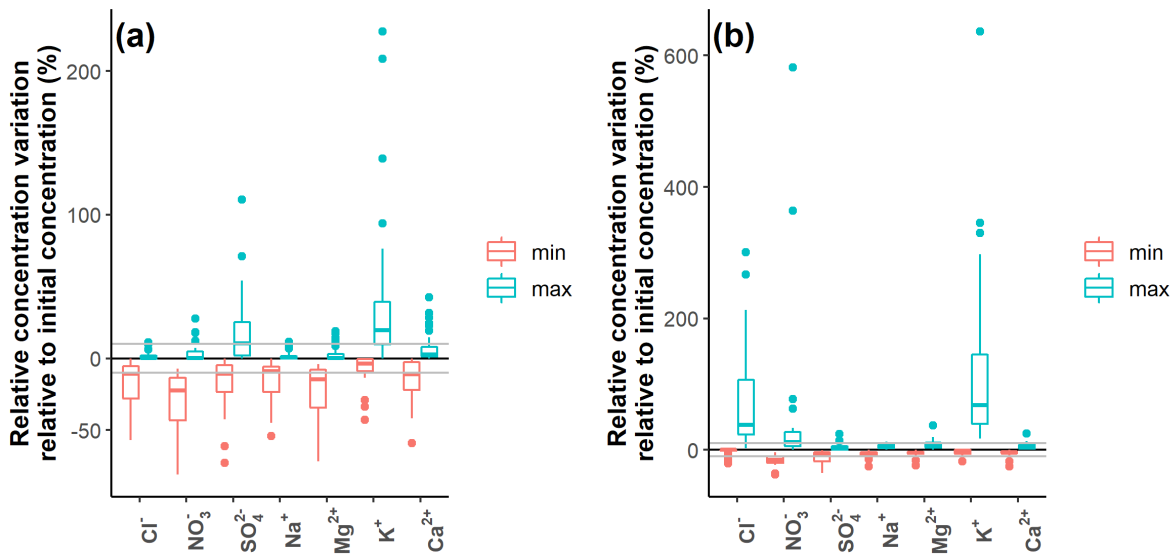 (a)
Relative concentration variation
relative to initial concentration (%)
200
100
0
-50
Cl⁻
NO₃⁻
SO₄²⁻
Na⁺
Mg²⁺
K⁺
Ca²⁺
min
max
(b)
Relative concentration variation
relative to initial concentration (%)
600
400
200
0
Cl⁻
NO₃⁻
SO₄²⁻
Na⁺
Mg²⁺
K⁺
Ca²⁺
min
max